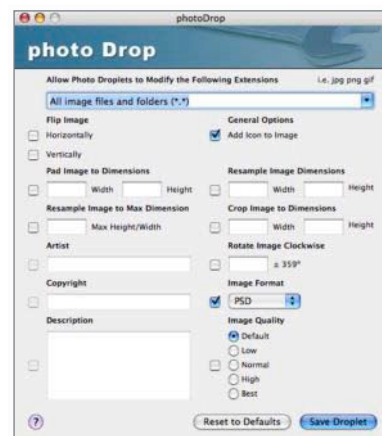 photoDrop
photo Drop
Allow Photo Droplets to Modify the Following Extensions i.e. jpg png gif
All image files and folders (*.*)
Flip Image
Horizontally
Vertically
General Options
Add Icon to Image
Pad Image to Dimensions
Width Height
Resample Image Dimensions
Width Height
Resample Image to Max Dimension
Max Height/Width
Crop Image to Dimensions
Width Height
Artist
Rotate Image Clockwise
± 359°
Copyright
Image Format
PSD
Description
Image Quality
Default
Low
Normal
High
Best
?
Reset to Defaults
Save Droplet